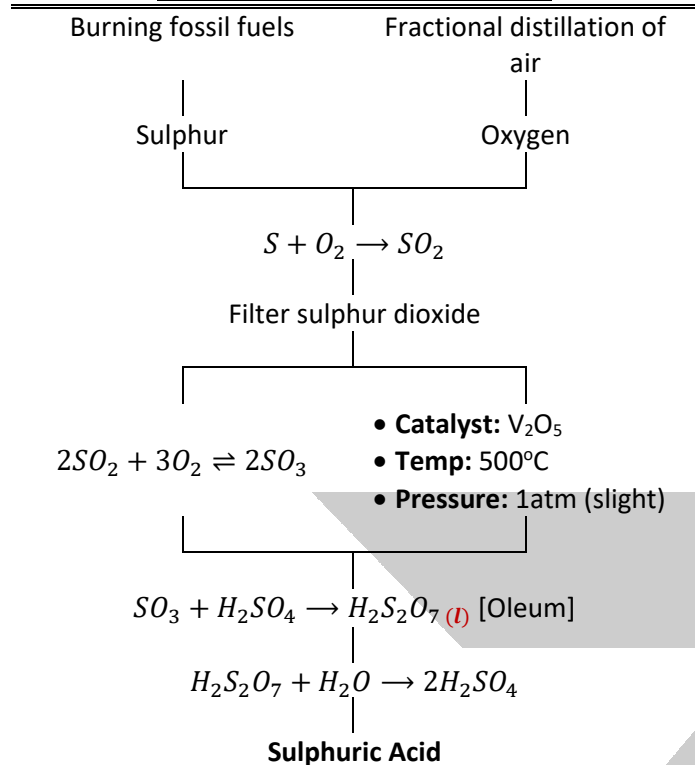 Burning fossil fuels
Fractional distillation of
air
Sulphur
Oxygen
S + O₂ ⟶ SO₂
Filter sulphur dioxide
2SO₂ + 3O₂ ⇌ 2SO₃
• Catalyst: V₂O₅
• Temp: 500°C
• Pressure: 1atm (slight)
SO₃ + H₂SO₄ ⟶ H₂S₂O₇ (l) [Oleum]
H₂S₂O₇ + H₂O ⟶ 2H₂SO₄
Sulphuric Acid